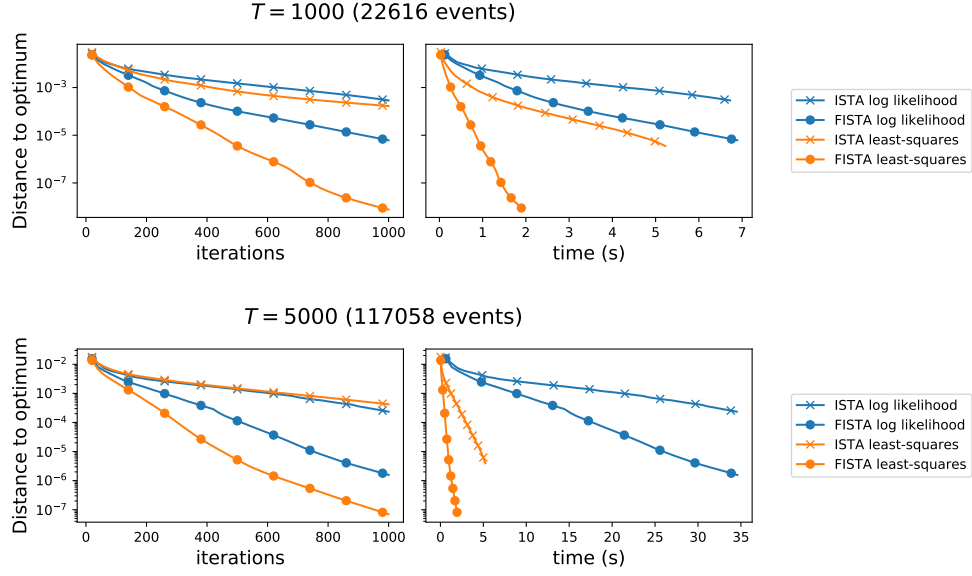 T = 1000 (22616 events)
Distance to optimum
10⁻³
10⁻⁵
10⁻⁷
0 200 400 600 800 1000
iterations
0 1 2 3 4 5 6 7
time (s)
ISTA log likelihood
FISTA log likelihood
ISTA least-squares
FISTA least-squares
T = 5000 (117058 events)
Distance to optimum
10⁻²
10⁻³
10⁻⁴
10⁻⁵
10⁻⁶
10⁻⁷
0 200 400 600 800 1000
iterations
0 5 10 15 20 25 30 35
time (s)
ISTA log likelihood
FISTA log likelihood
ISTA least-squares
FISTA least-squares